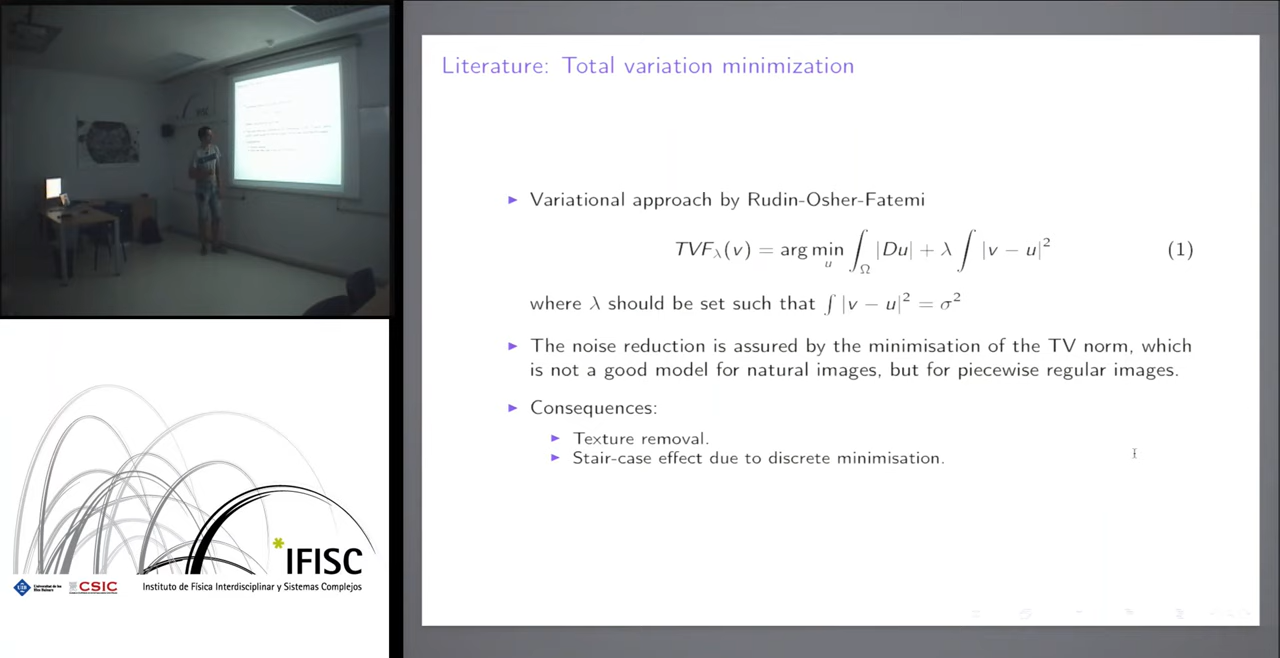 Literature: Total variation minimization
▶ Variational approach by Rudin-Osher-Fatemi
TVF_λ(v) = arg min_u ∫_Ω |Du| + λ ∫ |v − u|² (1)
where λ should be set such that ∫ |v − u|² = σ²
▶ The noise reduction is assured by the minimisation of the TV norm, which
is not a good model for natural images, but for piecewise regular images.
▶ Consequences:
▶ Texture removal.
▶ Stair-case effect due to discrete minimisation.
*IFISC
CSIC
Instituto de Física Interdisciplinar y Sistemas Complejos